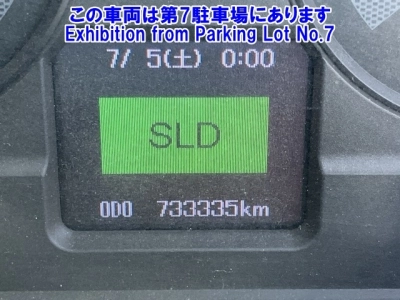 この車両は第7駐車場にあります
Exhibition from Parking Lot No.7
7/ 5(土) 0:00
SLD
ODO 733335km